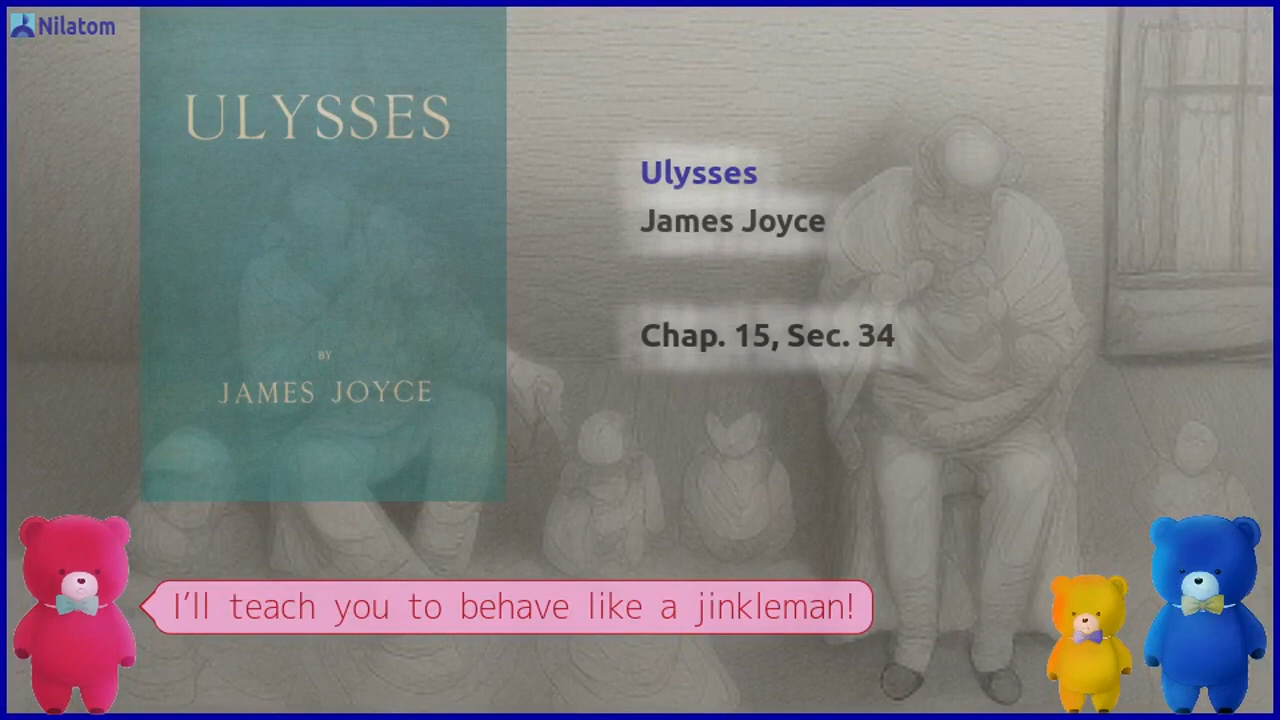 Nilatom
ULYSSES
BY
JAMES JOYCE
Ulysses
James Joyce
Chap. 15, Sec. 34
I'll teach you to behave like a jinkleman!